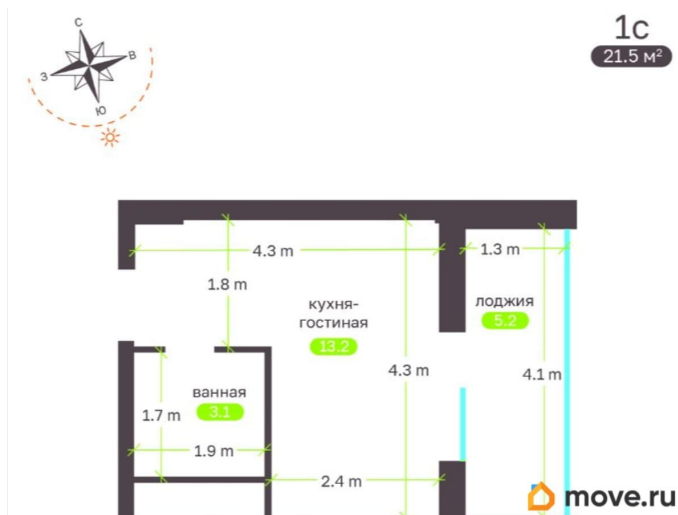 С
В
З
Ю
1с
21.5 м²
4.3 m
1.3 m
1.8 m
кухня-
гостиная
13.2
лоджия
5.2
4.3 m
4.1 m
ванная
3.1
1.7 m
1.9 m
2.4 m
move.ru